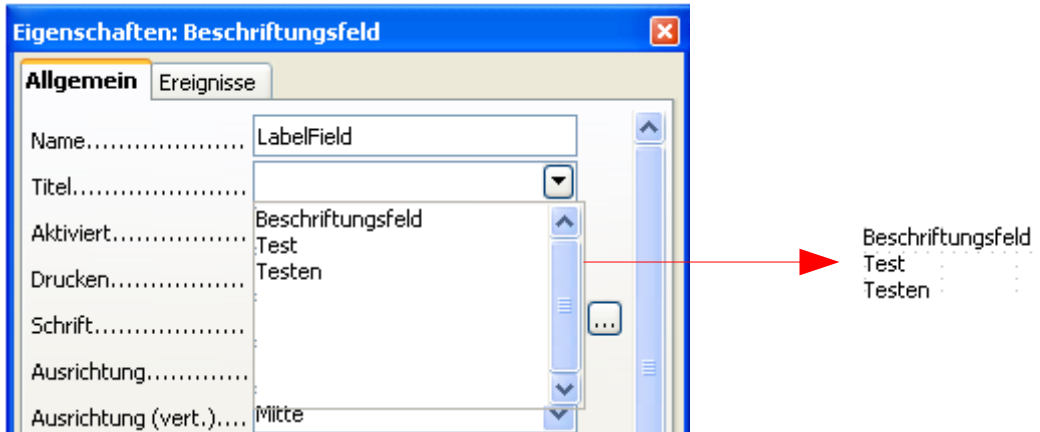 Eigenschaften: Beschriftungsfeld
Allgemein Ereignisse
Name.................... LabelField
Titel......................
Beschriftungsfeld
Test
Testen
Aktiviert.................
Drucken.................
Schrift................... ...
Ausrichtung.............
Ausrichtung (vert.).... Mitte
Beschriftungsfeld
Test
Testen